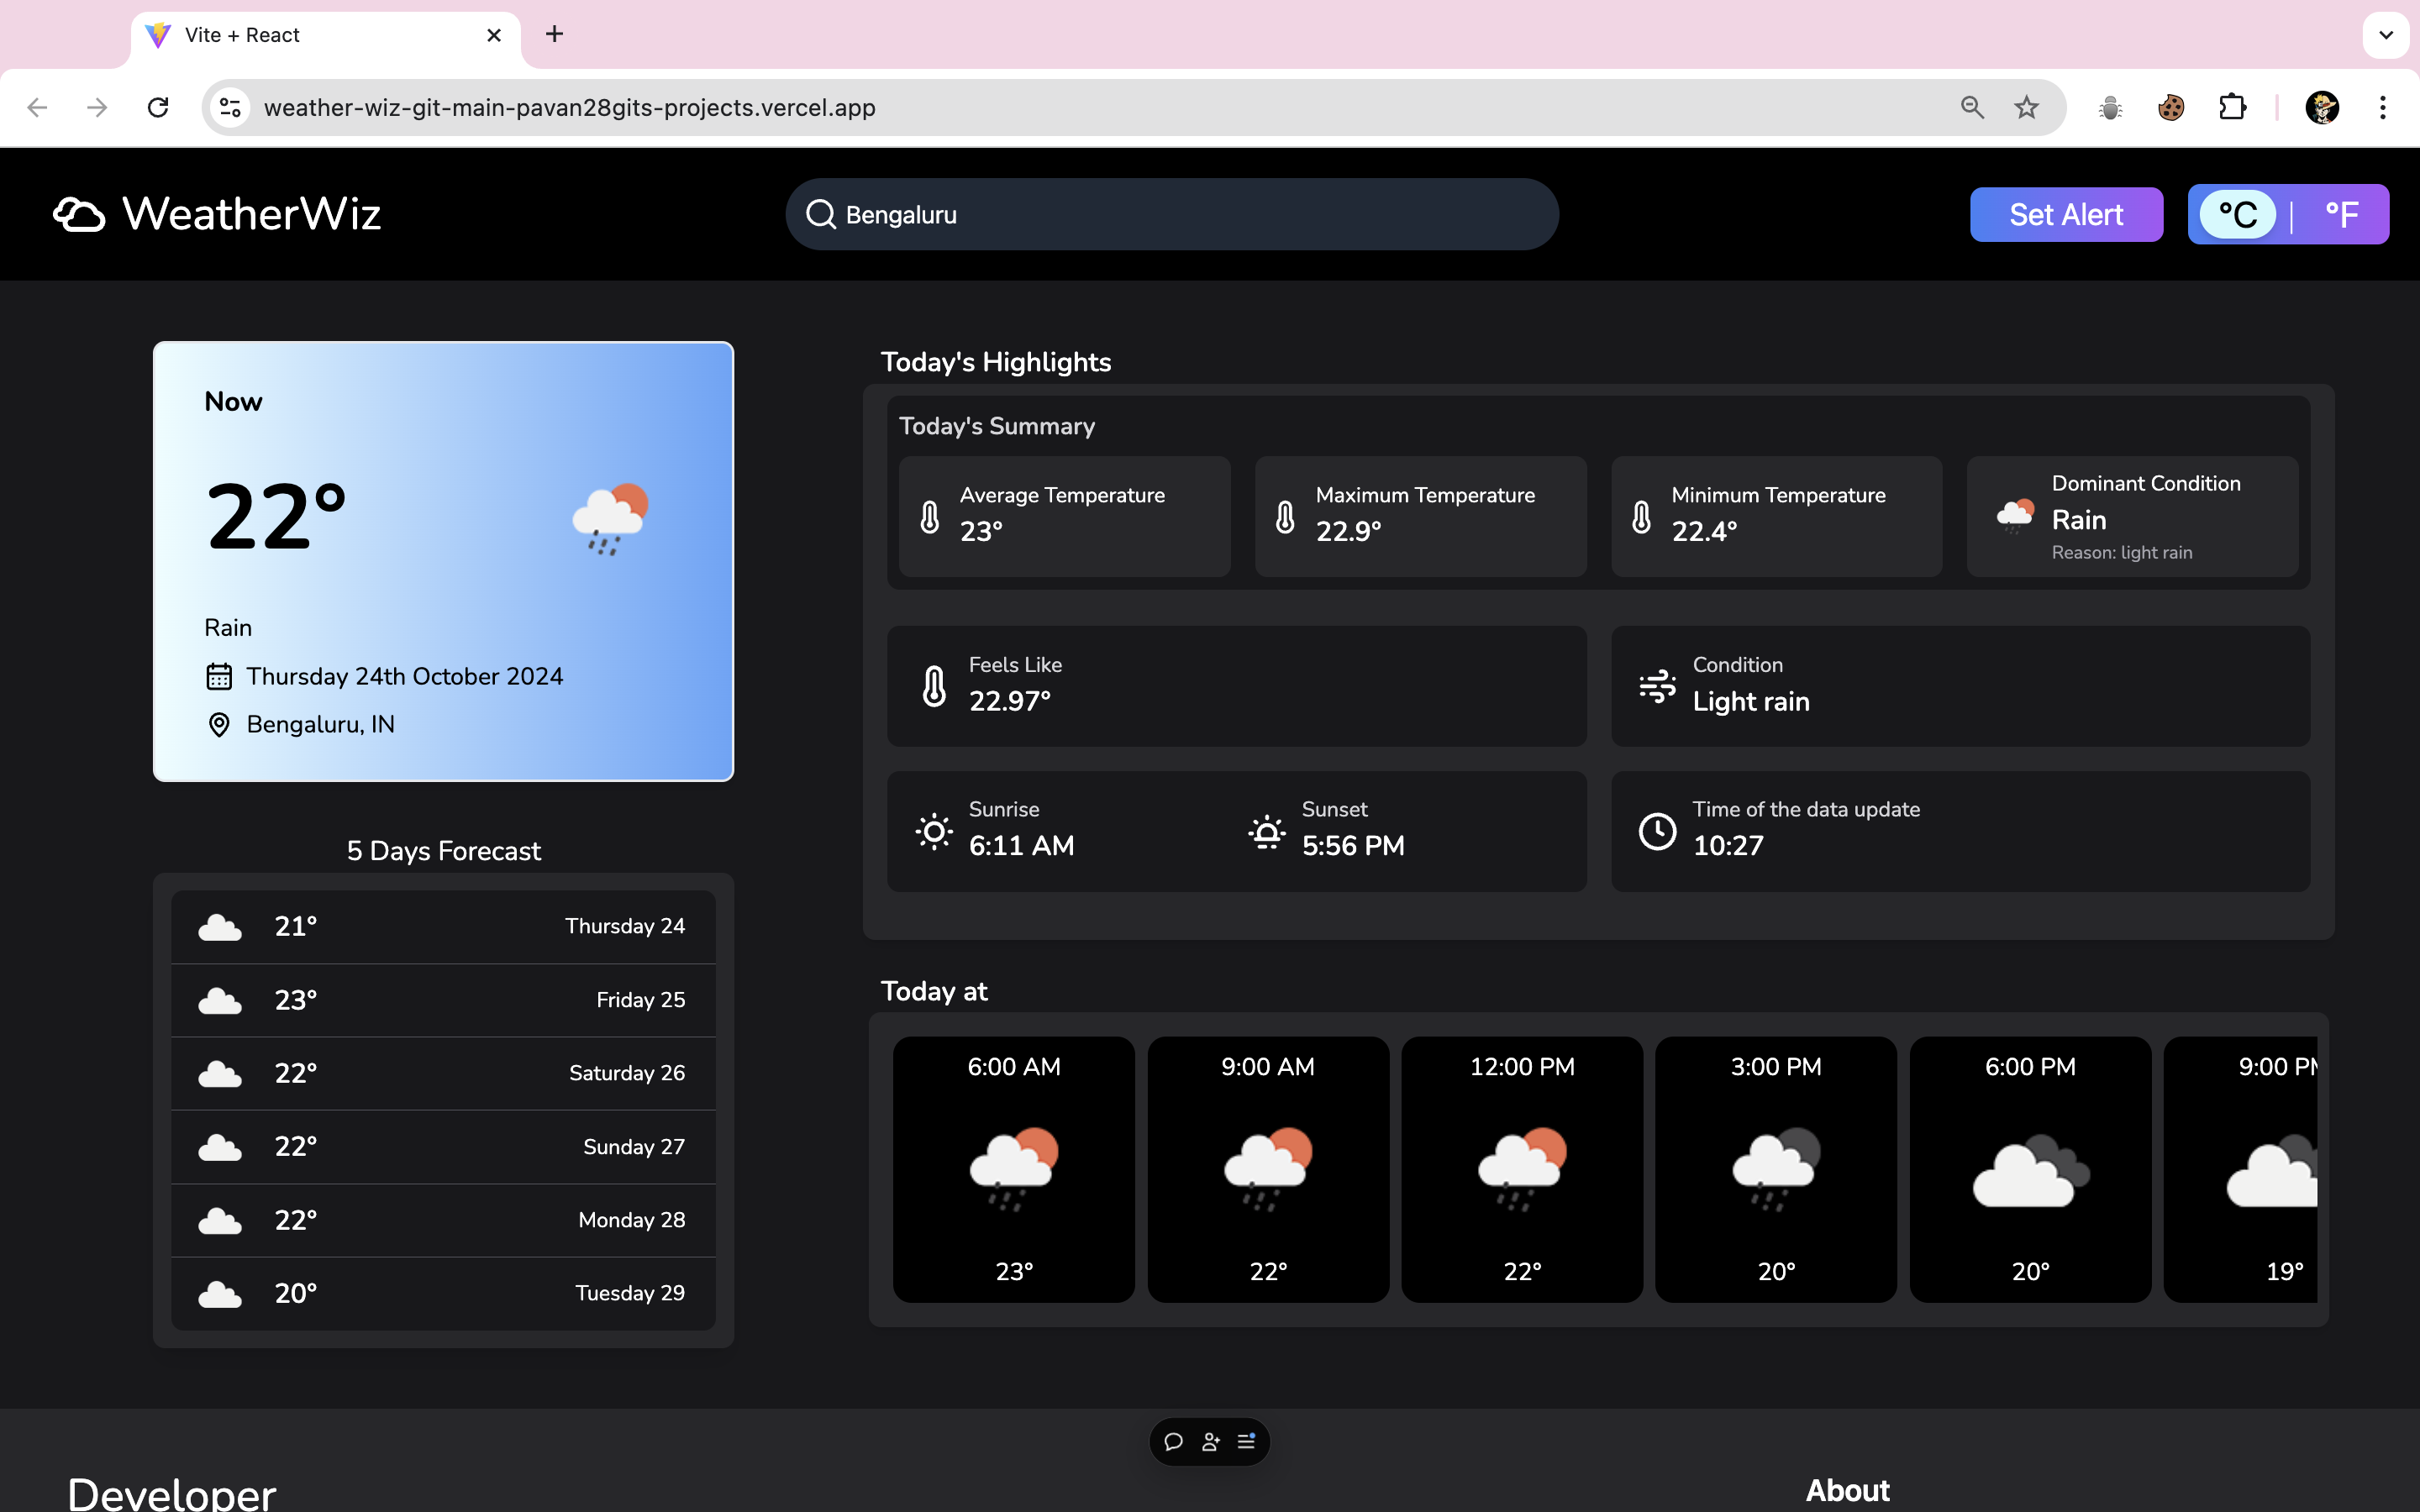 Vite + React
weather-wiz-git-main-pavan28gits-projects.vercel.app
WeatherWiz
Bengaluru
Set Alert
°C | °F
Now
22°
Rain
Thursday 24th October 2024
Bengaluru, IN
5 Days Forecast
21° Thursday 24
23° Friday 25
22° Saturday 26
22° Sunday 27
22° Monday 28
20° Tuesday 29
Today's Highlights
Today's Summary
Average Temperature
23°
Maximum Temperature
22.9°
Minimum Temperature
22.4°
Dominant Condition
Rain
Reason: light rain
Feels Like
22.97°
Condition
Light rain
Sunrise
6:11 AM
Sunset
5:56 PM
Time of the data update
10:27
Today at
6:00 AM
23°
9:00 AM
22°
12:00 PM
22°
3:00 PM
20°
6:00 PM
20°
9:00 PM
19°
Developer
About